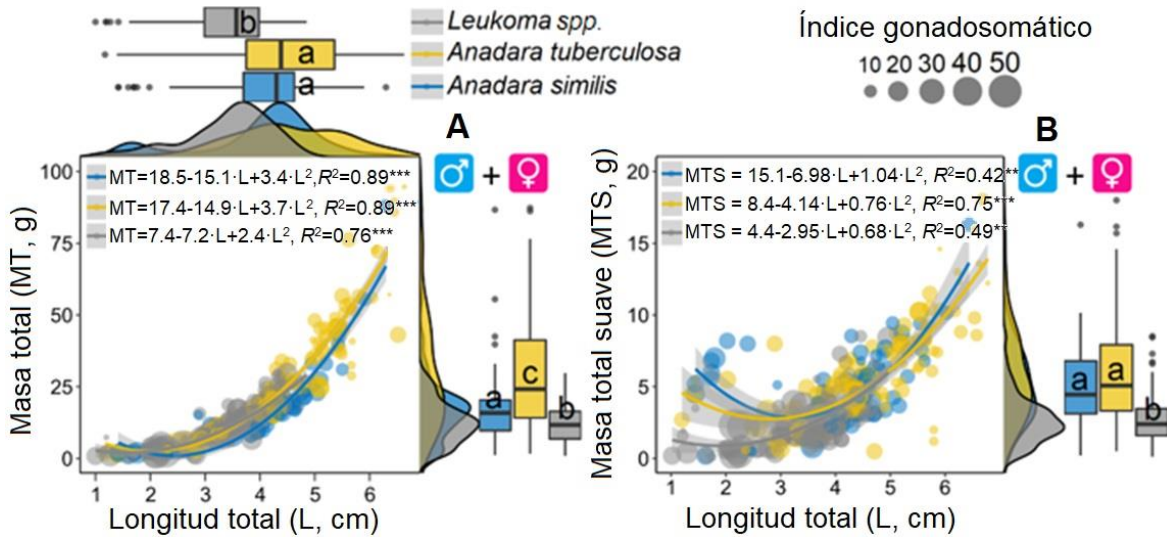 b
a
a
Leukoma spp.
Anadara tuberculosa
Anadara similis
Índice gonadosomático
10 20 30 40 50
A
MT=18.5-15.1·L+3.4·L², R²=0.89***
MT=17.4-14.9·L+3.7·L², R²=0.89***
MT=7.4-7.2·L+2.4·L², R²=0.76***
♂ + ♀
Masa total (MT, g)
100
75
50
25
0
1 2 3 4 5 6
Longitud total (L, cm)
a
c
b
B
MTS = 15.1-6.98·L+1.04·L², R²=0.42**
MTS = 8.4-4.14·L+0.76·L², R²=0.75***
MTS = 4.4-2.95·L+0.68·L², R²=0.49**
♂ + ♀
Masa total suave (MTS, g)
20
15
10
5
0
1 2 3 4 5 6
Longitud total (L, cm)
a
a
b